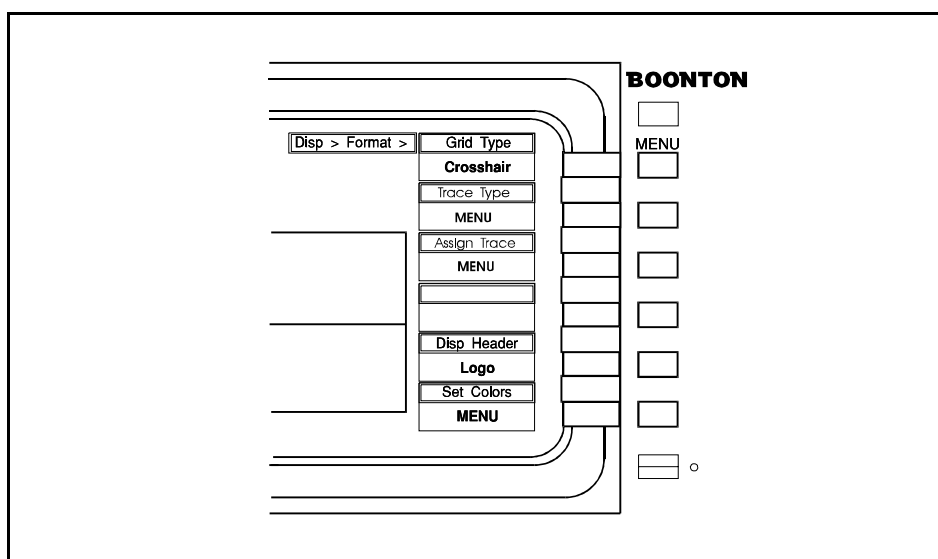 BOONTON
MENU
Disp > Format >
Grid Type
Crosshair
Trace Type
MENU
Assign Trace
MENU
Disp Header
Logo
Set Colors
MENU